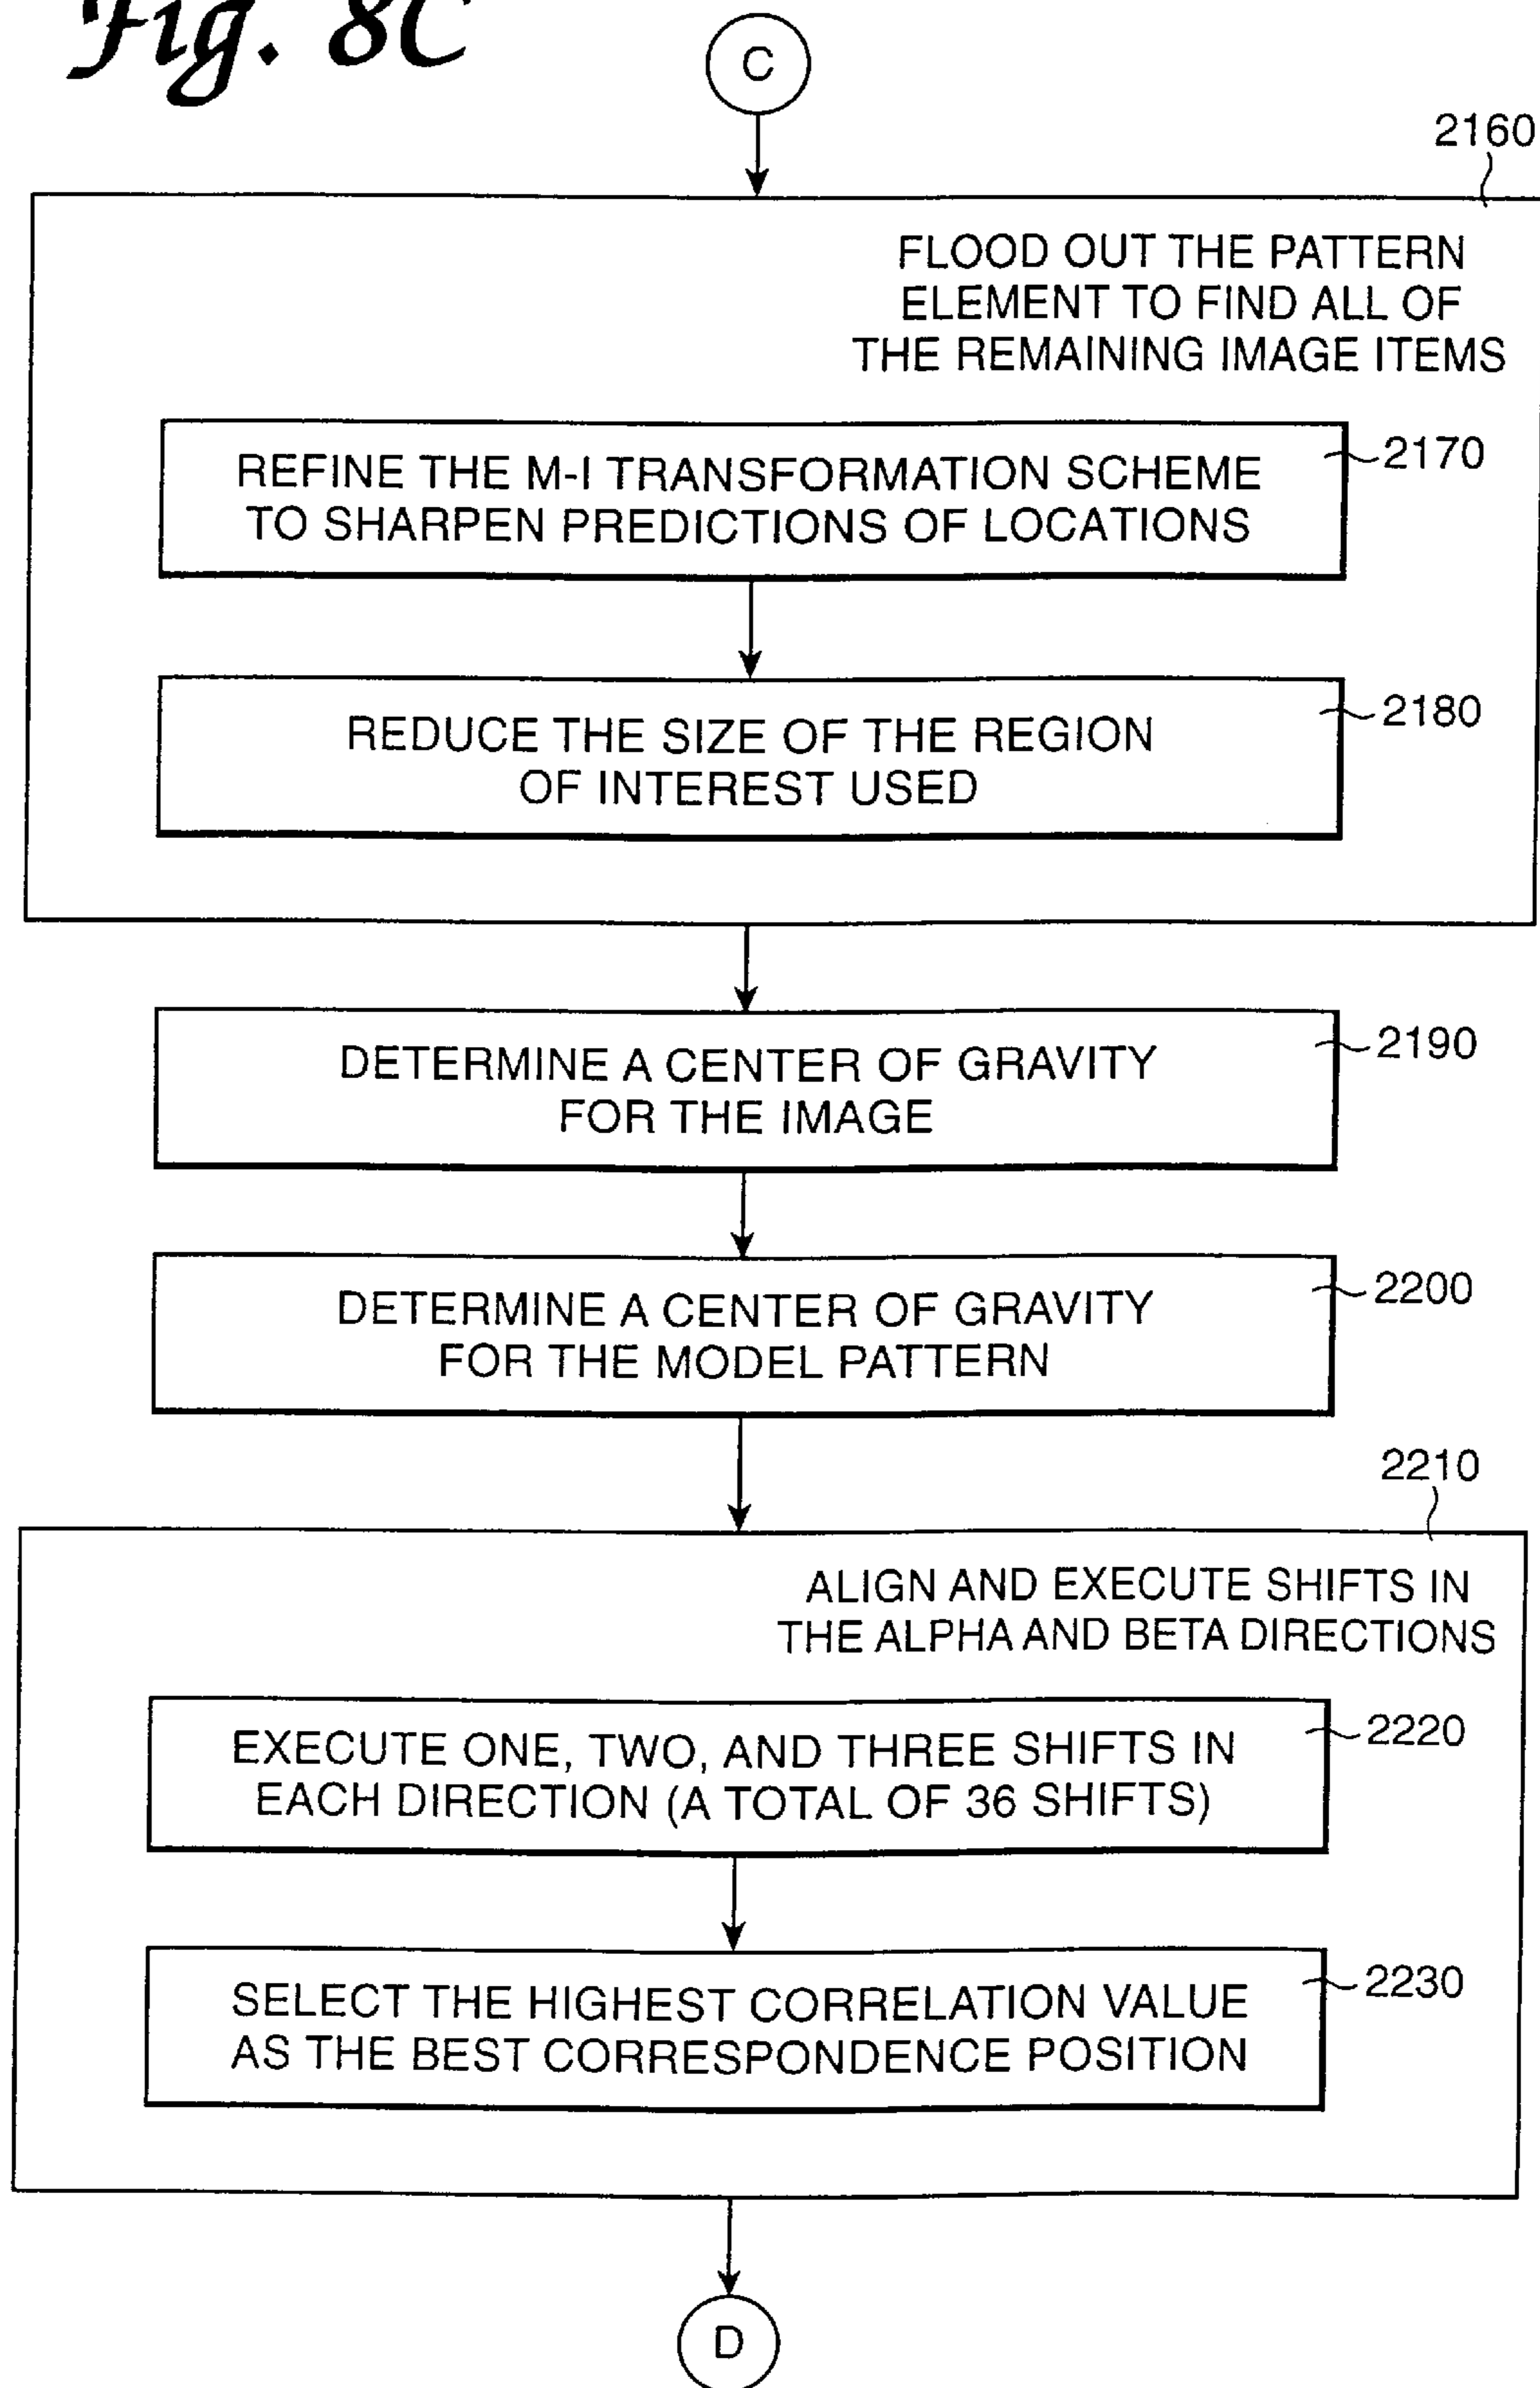 Fig. 8C
C
2160
FLOOD OUT THE PATTERN
ELEMENT TO FIND ALL OF
THE REMAINING IMAGE ITEMS
REFINE THE M-I TRANSFORMATION SCHEME
TO SHARPEN PREDICTIONS OF LOCATIONS
2170
REDUCE THE SIZE OF THE REGION
OF INTEREST USED
2180
DETERMINE A CENTER OF GRAVITY
FOR THE IMAGE
2190
DETERMINE A CENTER OF GRAVITY
FOR THE MODEL PATTERN
2200
2210
ALIGN AND EXECUTE SHIFTS IN
THE ALPHA AND BETA DIRECTIONS
EXECUTE ONE, TWO, AND THREE SHIFTS IN
EACH DIRECTION (A TOTAL OF 36 SHIFTS)
2220
SELECT THE HIGHEST CORRELATION VALUE
AS THE BEST CORRESPONDENCE POSITION
2230
D